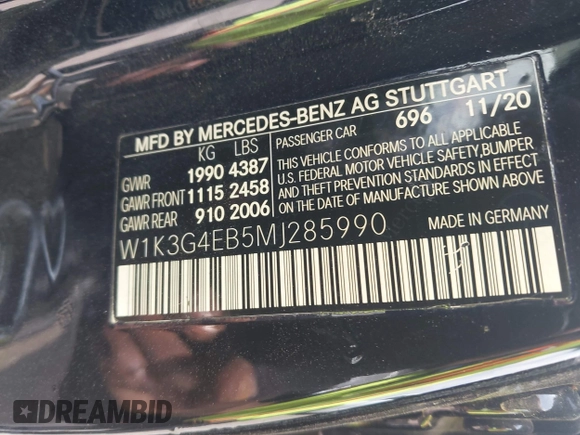 MFD BY MERCEDES-BENZ AG STUTTGART
KG LBS PASSENGER CAR 696 11/20
GVWR 1990 4387
GAWR FRONT 1115 2458
GAWR REAR 910 2006
THIS VEHICLE CONFORMS TO ALL APPLICABLE
U.S. FEDERAL MOTOR VEHICLE SAFETY, BUMPER
AND THEFT PREVENTION STANDARDS IN EFFECT
ON THE DATE OF MANUFACTURE SHOWN ABOVE.
W1K3G4EB5MJ285990
MADE IN GERMANY
DREAMBID